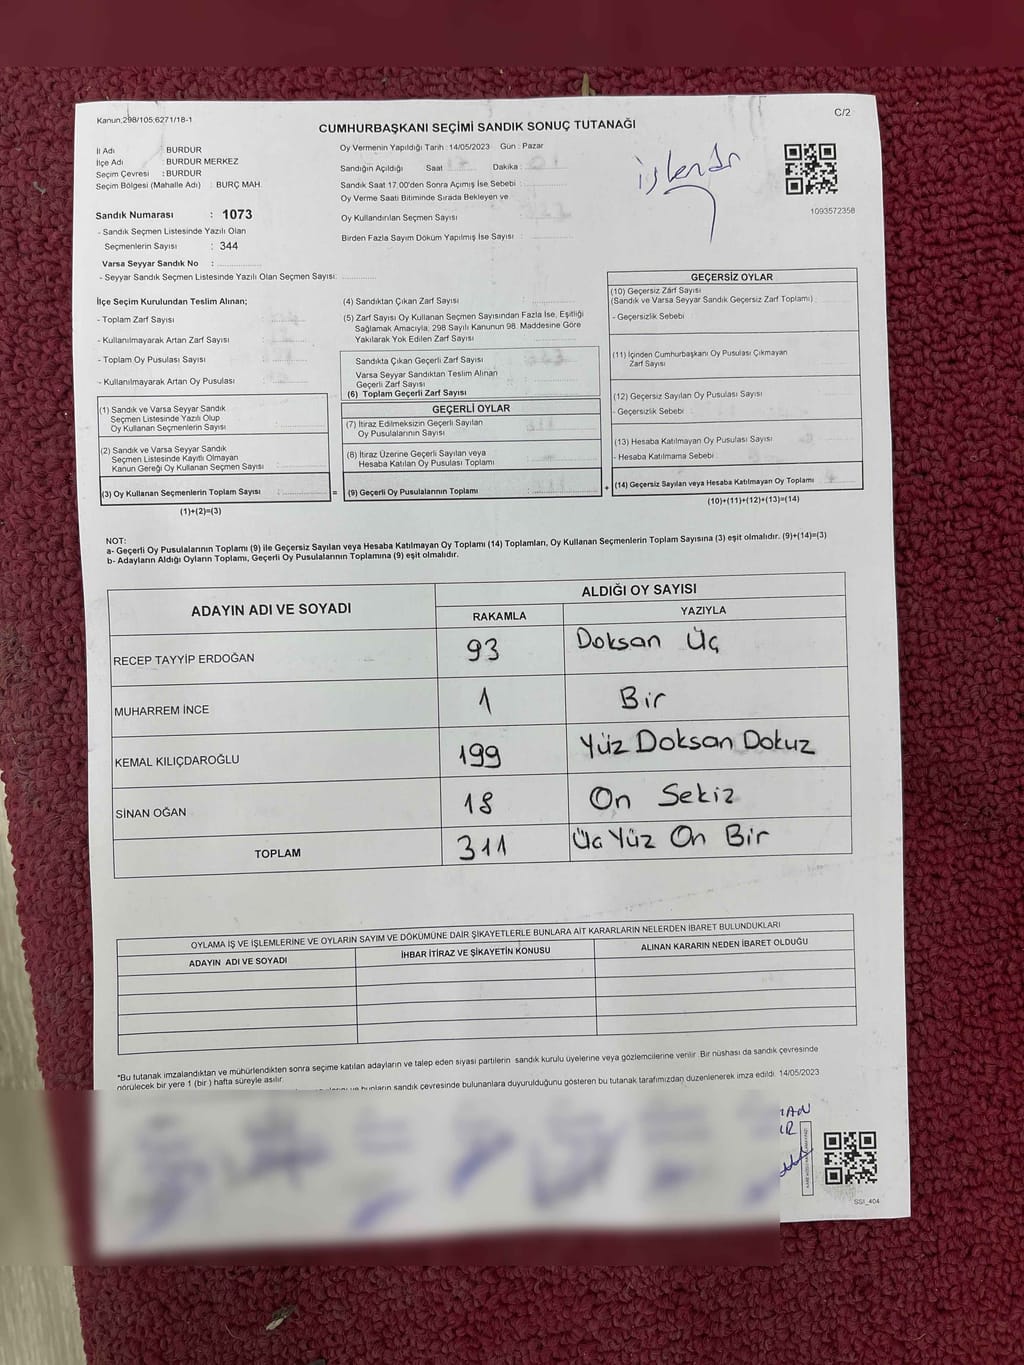 Kanun,298/105,6271/18-1
C/2
CUMHURBAŞKANI SEÇİMİ SANDIK SONUÇ TUTANAĞI
İl Adı : BURDUR
İlçe Adı : BURDUR MERKEZ
Seçim Çevresi : BURDUR
Seçim Bölgesi (Mahalle Adı) : BURÇ MAH.
Sandık Numarası : 1073
- Sandık Seçmen Listesinde Yazılı Olan
Seçmenlerin Sayısı : 344
Varsa Seyyar Sandık No :
- Seyyar Sandık Seçmen Listesinde Yazılı Olan Seçmen Sayısı:
Oy Vermenin Yapıldığı Tarih : 14/05/2023 Gün : Pazar
Sandığın Açıldığı Saat Dakika :
Sandık Saat 17.00'den Sonra Açımış İse Sebebi :
Oy Verme Saati Bitiminde Sırada Bekleyen ve
Oy Kullandırılan Seçmen Sayısı :
Birden Fazla Sayım Döküm Yapılmış İse Sayısı :
işlendi
1093572358
İlçe Seçim Kurulundan Teslim Alınan;
- Toplam Zarf Sayısı :
- Kullanılmayarak Artan Zarf Sayısı :
- Toplam Oy Pusulası Sayısı :
- Kullanılmayarak Artan Oy Pusulası :
(1) Sandık ve Varsa Seyyar Sandık
Seçmen Listesinde Yazılı Olup
Oy Kullanan Seçmenlerin Sayısı :
(2) Sandık ve Varsa Seyyar Sandık
Seçmen Listesinde Kayıtlı Olmayan
Kanun Gereği Oy Kullanan Seçmen Sayısı :
(3) Oy Kullanan Seçmenlerin Toplam Sayısı :
(1)+(2)=(3)
=
(4) Sandıktan Çıkan Zarf Sayısı :
(5) Zarf Sayısı Oy Kullanan Seçmen Sayısından Fazla İse, Eşitliği
Sağlamak Amacıyla, 298 Sayılı Kanunun 98. Maddesine Göre
Yakılarak Yok Edilen Zarf Sayısı :
Sandıkta Çıkan Geçerli Zarf Sayısı :
Varsa Seyyar Sandıktan Teslim Alınan
Geçerli Zarf Sayısı :
(6) Toplam Geçerli Zarf Sayısı :
GEÇERLİ OYLAR
(7) İtiraz Edilmeksizin Geçerli Sayılan
Oy Pusulalarının Sayısı :
(8) İtiraz Üzerine Geçerli Sayılan veya
Hesaba Katılan Oy Pusulası Toplamı :
(9) Geçerli Oy Pusulalarının Toplamı :
+
GEÇERSİZ OYLAR
(10) Geçersiz Zarf Sayısı
(Sandık ve Varsa Seyyar Sandık Geçersiz Zarf Toplamı) :
- Geçersizlik Sebebi :
(11) İçinden Cumhurbaşkanı Oy Pusulası Çıkmayan
Zarf Sayısı :
(12) Geçersiz Sayılan Oy Pusulası Sayısı :
- Geçersizlik Sebebi :
(13) Hesaba Katılmayan Oy Pusulası Sayısı :
- Hesaba Katılmama Sebebi :
(14) Geçersiz Sayılan veya Hesaba Katılmayan Oy Toplamı :
(10)+(11)+(12)+(13)=(14)
NOT:
a- Geçerli Oy Pusulalarının Toplamı (9) ile Geçersiz Sayılan veya Hesaba Katılmayan Oy Toplamı (14) Toplamları, Oy Kullanan Seçmenlerin Toplam Sayısına (3) eşit olmalıdır. (9)+(14)=(3)
b- Adayların Aldığı Oyların Toplamı, Geçerli Oy Pusulalarının Toplamına (9) eşit olmalıdır.
ADAYIN ADI VE SOYADI
ALDIĞI OY SAYISI
RAKAMLA YAZIYLA
RECEP TAYYİP ERDOĞAN 93 Doksan Üç
MUHARREM İNCE 1 Bir
KEMAL KILIÇDAROĞLU 199 Yüz Doksan Dokuz
SİNAN OĞAN 18 On Sekiz
TOPLAM 311 Üç Yüz On Bir
OYLAMA İŞ VE İŞLEMLERİNE VE OYLARIN SAYIM VE DÖKÜMÜNE DAİR ŞİKAYETLERLE BUNLARA AİT KARARLARIN NELERDEN İBARET BULUNDUKLARI
ADAYIN ADI VE SOYADI İHBAR İTİRAZ VE ŞİKAYETİN KONUSU ALINAN KARARIN NEDEN İBARET OLDUĞU
*Bu tutanak imzalandıktan ve mühürlendikten sonra seçime katılan adayların ve talep eden siyasi partilerin sandık kurulu üyelerine veya gözlemcilerine verilir. Bir nüshası da sandık çevresinde
görülecek bir yere 1 (bir ) hafta süreyle asılır.
bunların sandık çevresinde bulunanlara duyurulduğunu gösteren bu tutanak tarafımızdan düzenlenerek imza edildi. 14/05/2023
SSI_404